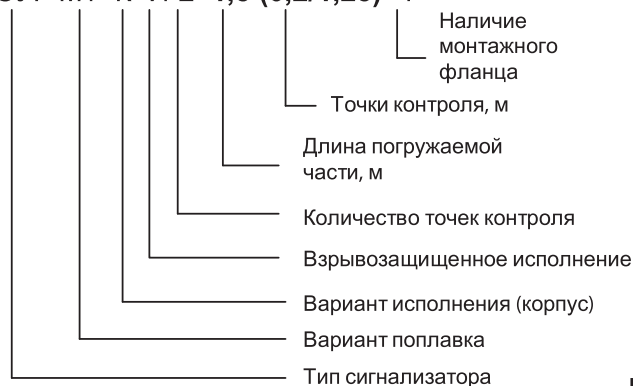 Наличие
монтажного
фланца
Точки контроля, м
Длина погружаемой
части, м
Количество точек контроля
Взрывозащищенное исполнение
Вариант исполнения (корпус)
Вариант поплавка
Тип сигнализатора